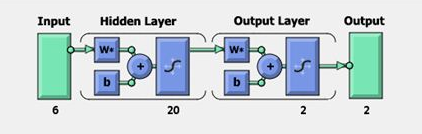 Input Hidden Layer Output Layer Output
W* W*
+ +
b b
6 20 2 2